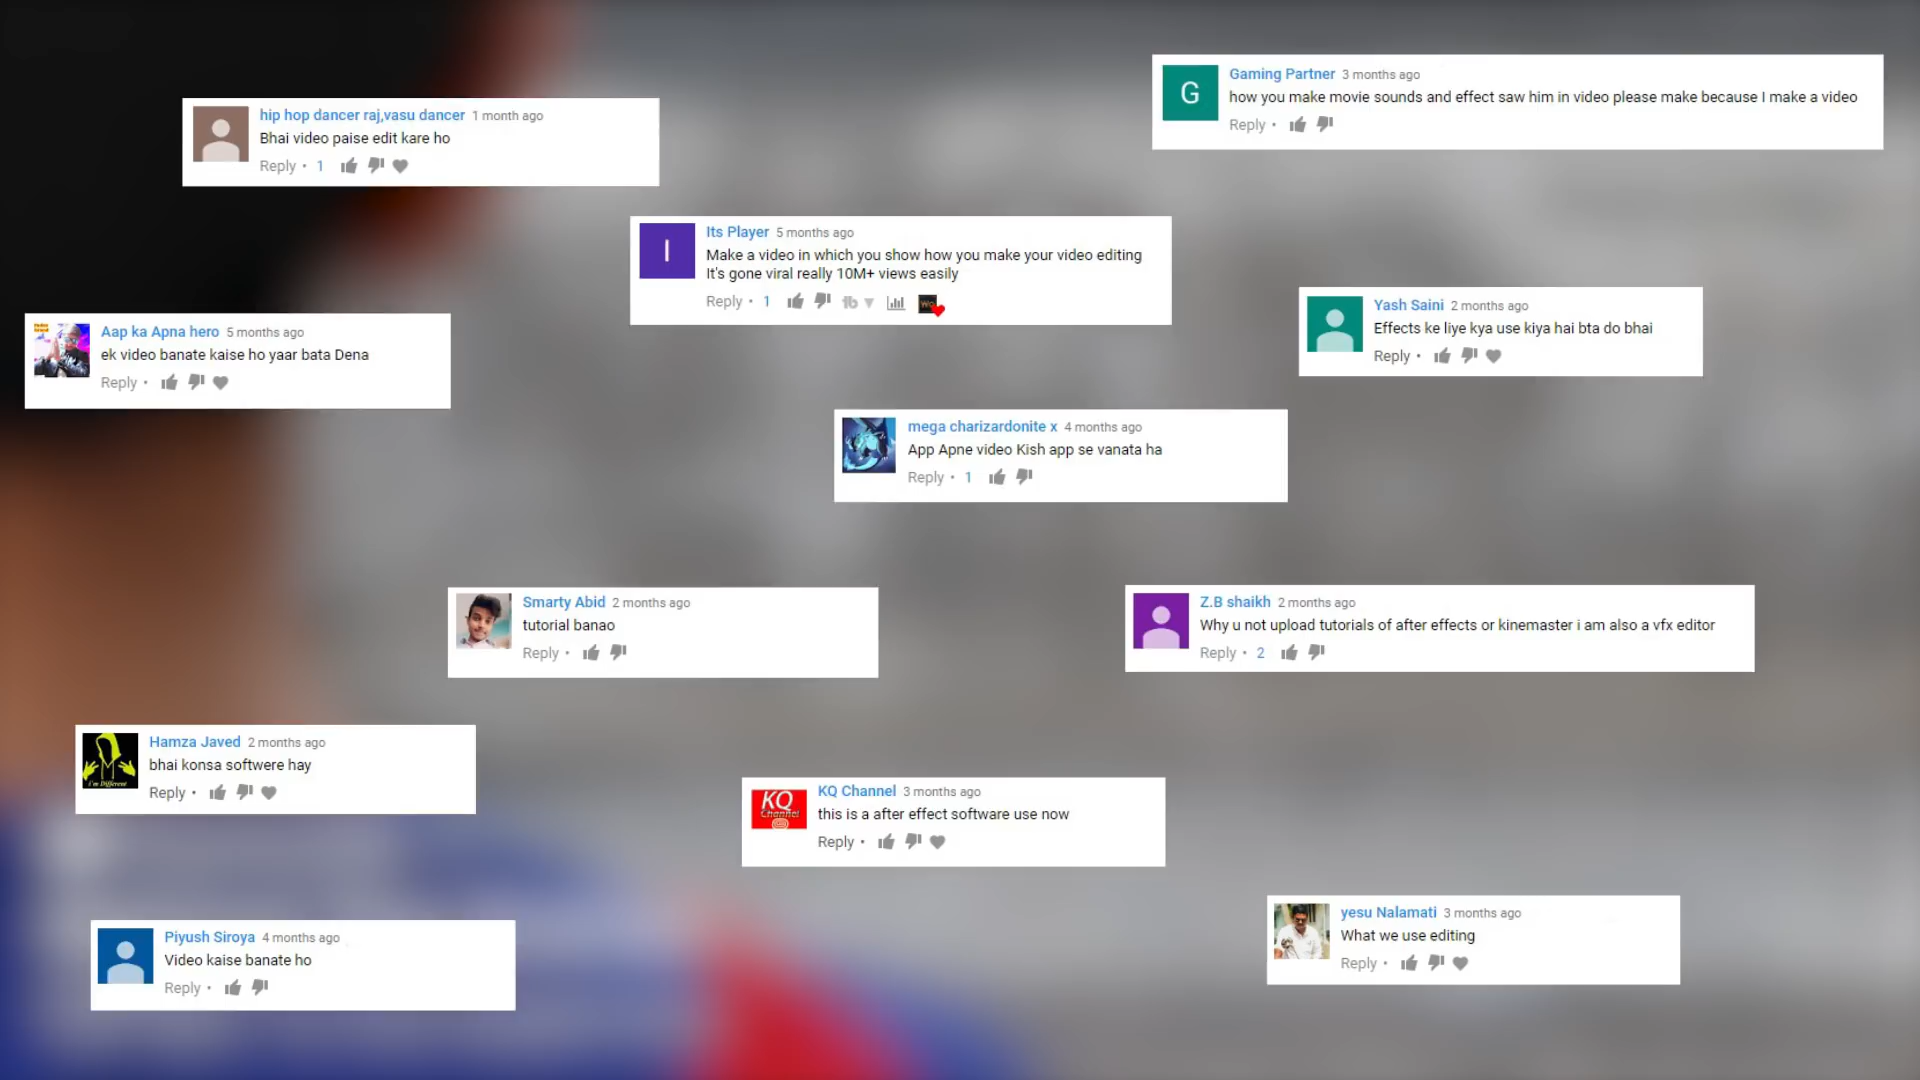 Gaming Partner 3 months ago
how you make movie sounds and effect saw him in video please make because I make a video
Reply •
hip hop dancer raj,vasu dancer 1 month ago
Bhai video paise edit kare ho
Reply • 1
Its Player 5 months ago
Make a video in which you show how you make your video editing
It's gone viral really 10M+ views easily
Reply • 1
Yash Saini 2 months ago
Effects ke liye kya use kiya hai bta do bhai
Reply •
Aap ka Apna hero 5 months ago
ek video banate kaise ho yaar bata Dena
Reply •
mega charizardonite x 4 months ago
App Apne video Kish app se vanata ha
Reply • 1
Smarty Abid 2 months ago
tutorial banao
Reply •
Z.B shaikh 2 months ago
Why u not upload tutorials of after effects or kinemaster i am also a vfx editor
Reply • 2
Hamza Javed 2 months ago
bhai konsa softwere hay
Reply •
KQ Channel 3 months ago
this is a after effect software use now
Reply •
yesu Nalamati 3 months ago
What we use editing
Reply •
Piyush Siroya 4 months ago
Video kaise banate ho
Reply •
G
I
KQ
Channel
I'm Different